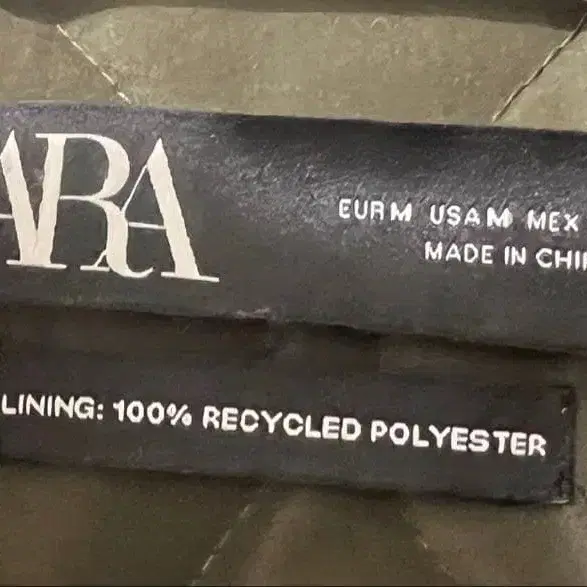 ARA
EUR M USA M MEX
MADE IN CHI
LINING: 100% RECYCLED POLYESTER